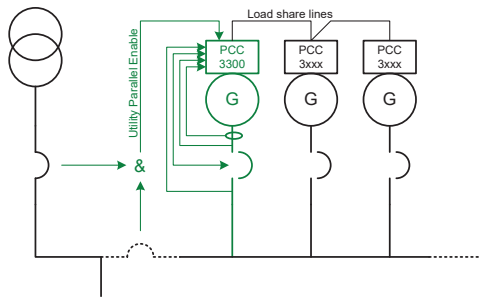 Load share lines
Utility Parallel Enable
PCC
3300
PCC
3xxx
PCC
3xxx
G
G
G
&